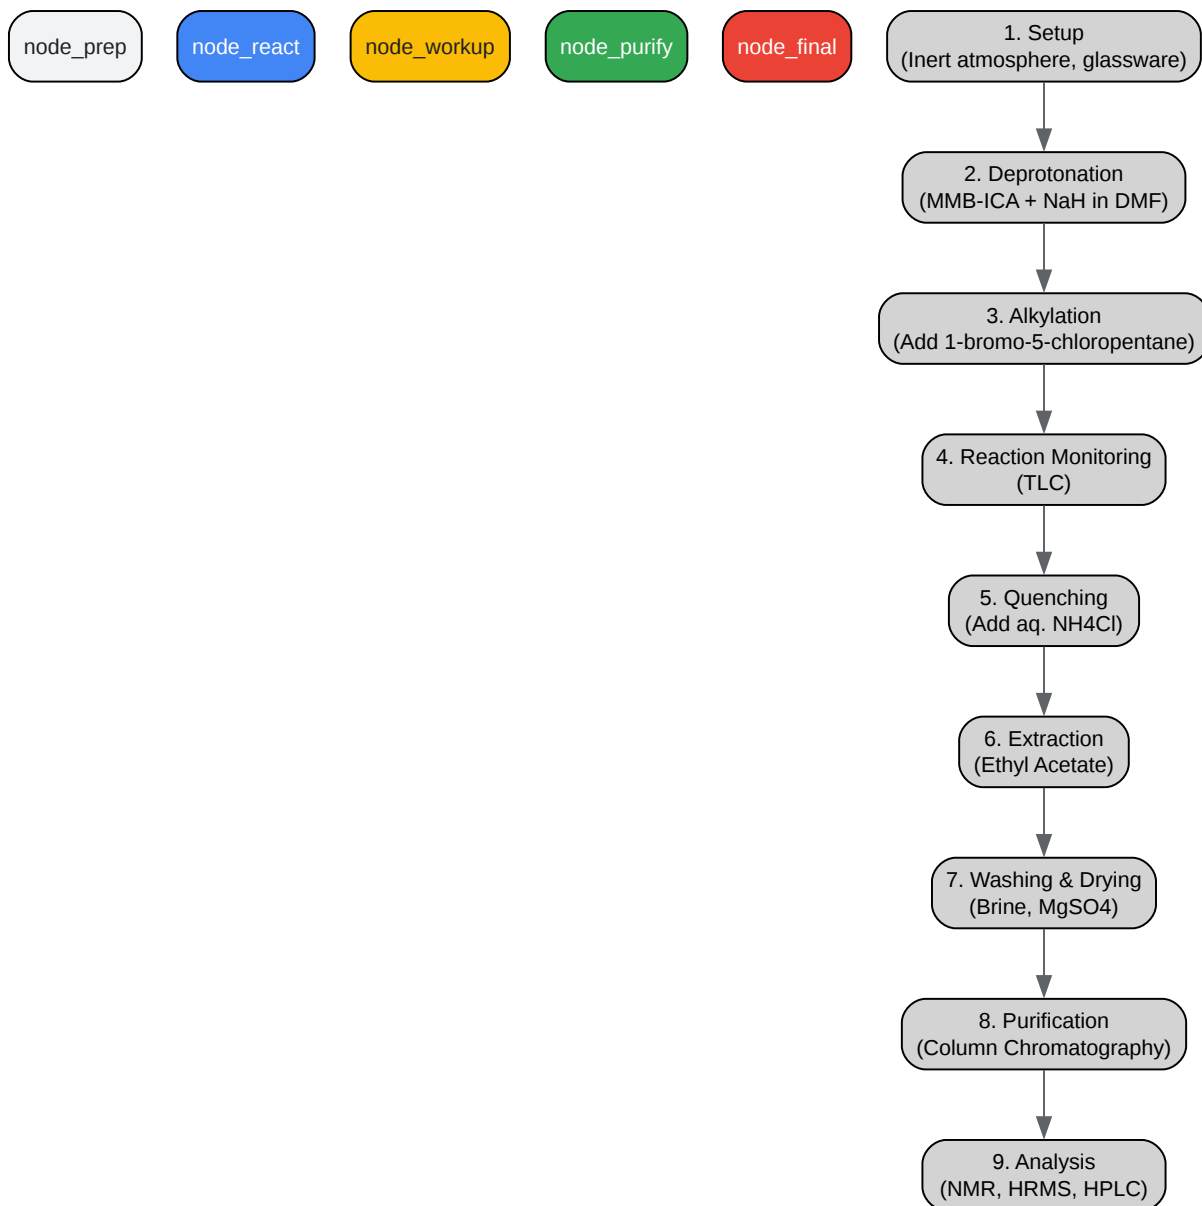 node_prep
node_react
node_workup
node_purify
node_final
1. Setup
(Inert atmosphere, glassware)
2. Deprotonation
(MMB-ICA + NaH in DMF)
3. Alkylation
(Add 1-bromo-5-chloropentane)
4. Reaction Monitoring
(TLC)
5. Quenching
(Add aq. NH4Cl)
6. Extraction
(Ethyl Acetate)
7. Washing & Drying
(Brine, MgSO4)
8. Purification
(Column Chromatography)
9. Analysis
(NMR, HRMS, HPLC)